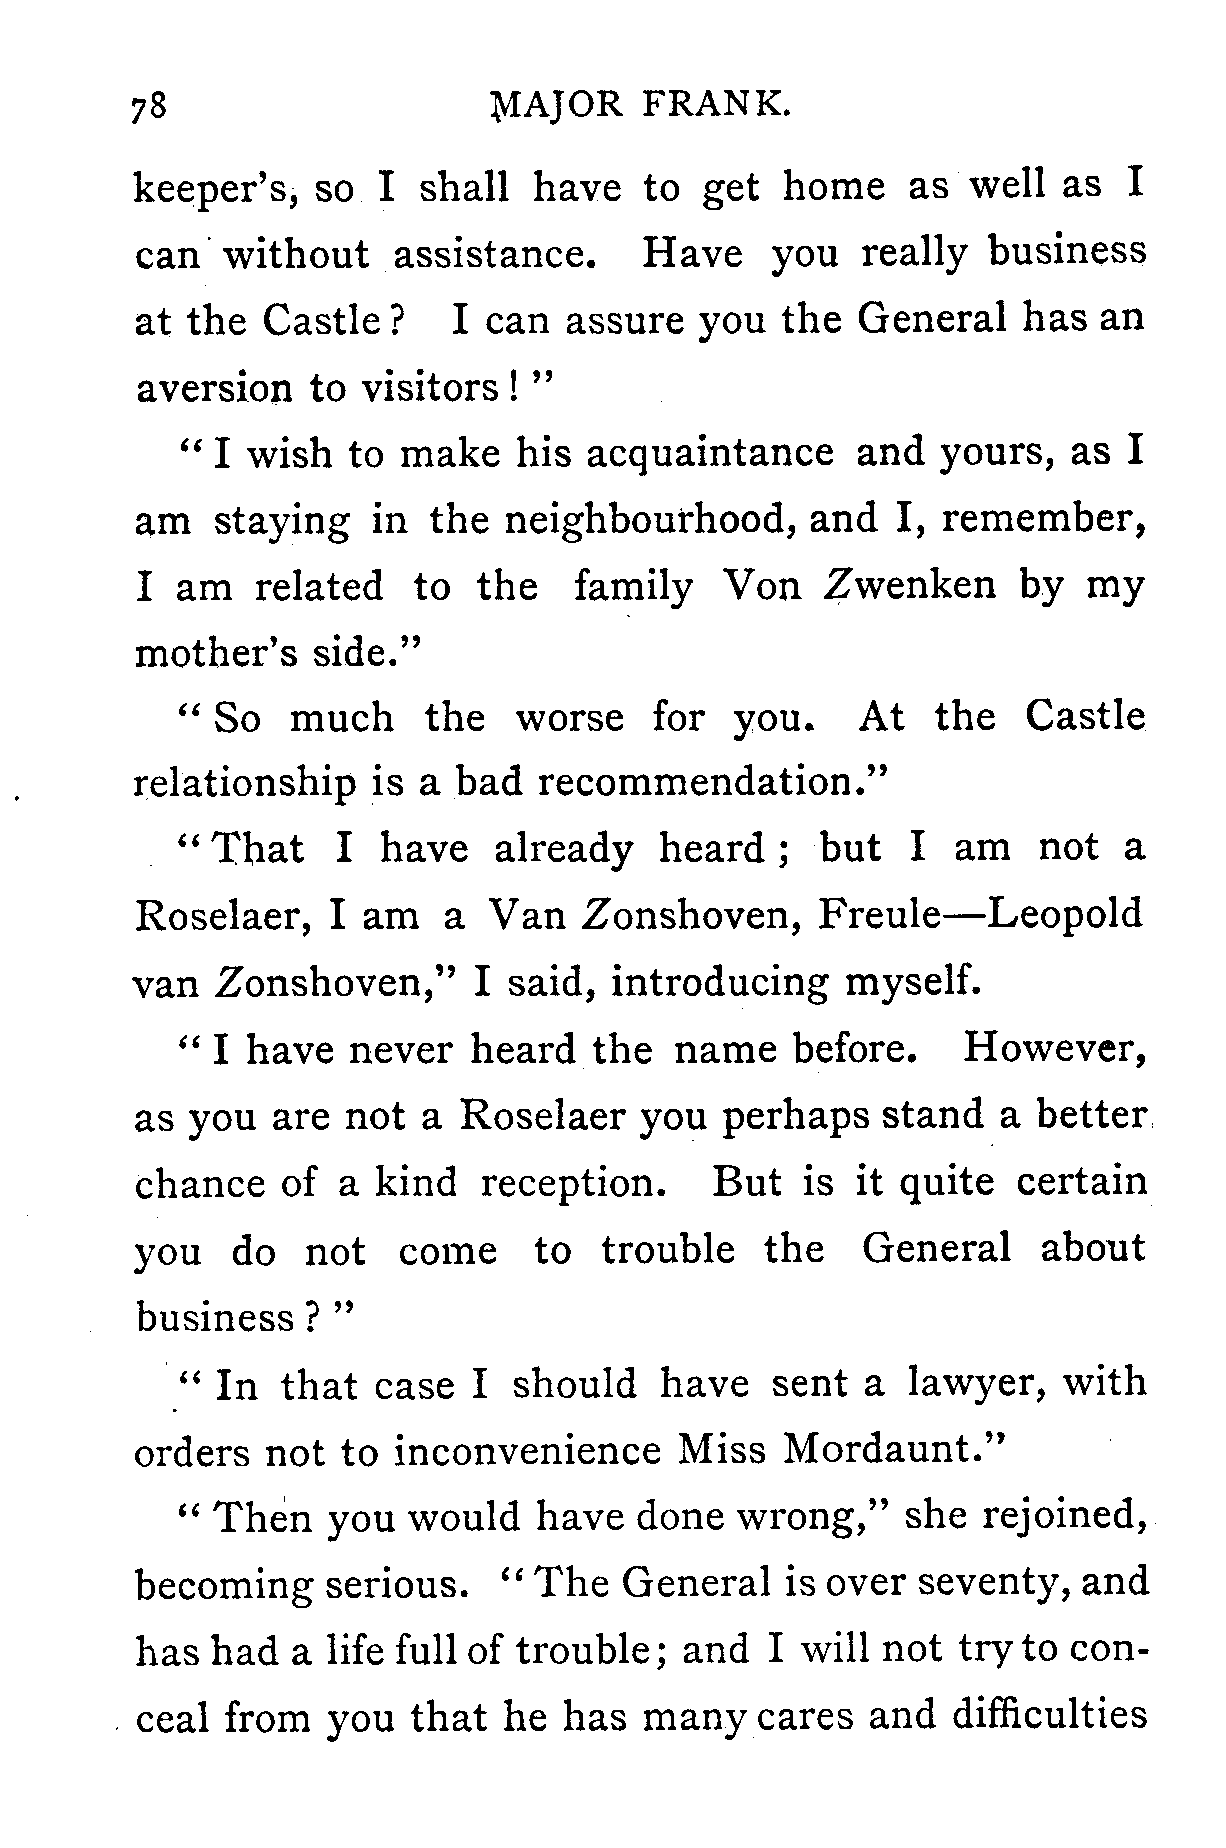 78 MAJOR FRANK.
keeper's, so I shall have to get home as well as I
can without assistance. Have you really business
at the Castle? I can assure you the General has an
aversion to visitors!"
"I wish to make his acquaintance and yours, as I
am staying in the neighbourhood, and I, remember,
I am related to the family Von Zwenken by my
mother's side."
"So much the worse for you. At the Castle
relationship is a bad recommendation."
"That I have already heard; but I am not a
Roselaer, I am a Van Zonshoven, Freule—Leopold
van Zonshoven," I said, introducing myself.
"I have never heard the name before. However,
as you are not a Roselaer you perhaps stand a better
chance of a kind reception. But is it quite certain
you do not come to trouble the General about
business?"
"In that case I should have sent a lawyer, with
orders not to inconvenience Miss Mordaunt."
"Then you would have done wrong," she rejoined,
becoming serious. "The General is over seventy, and
has had a life full of trouble; and I will not try to con-
ceal from you that he has many cares and difficulties